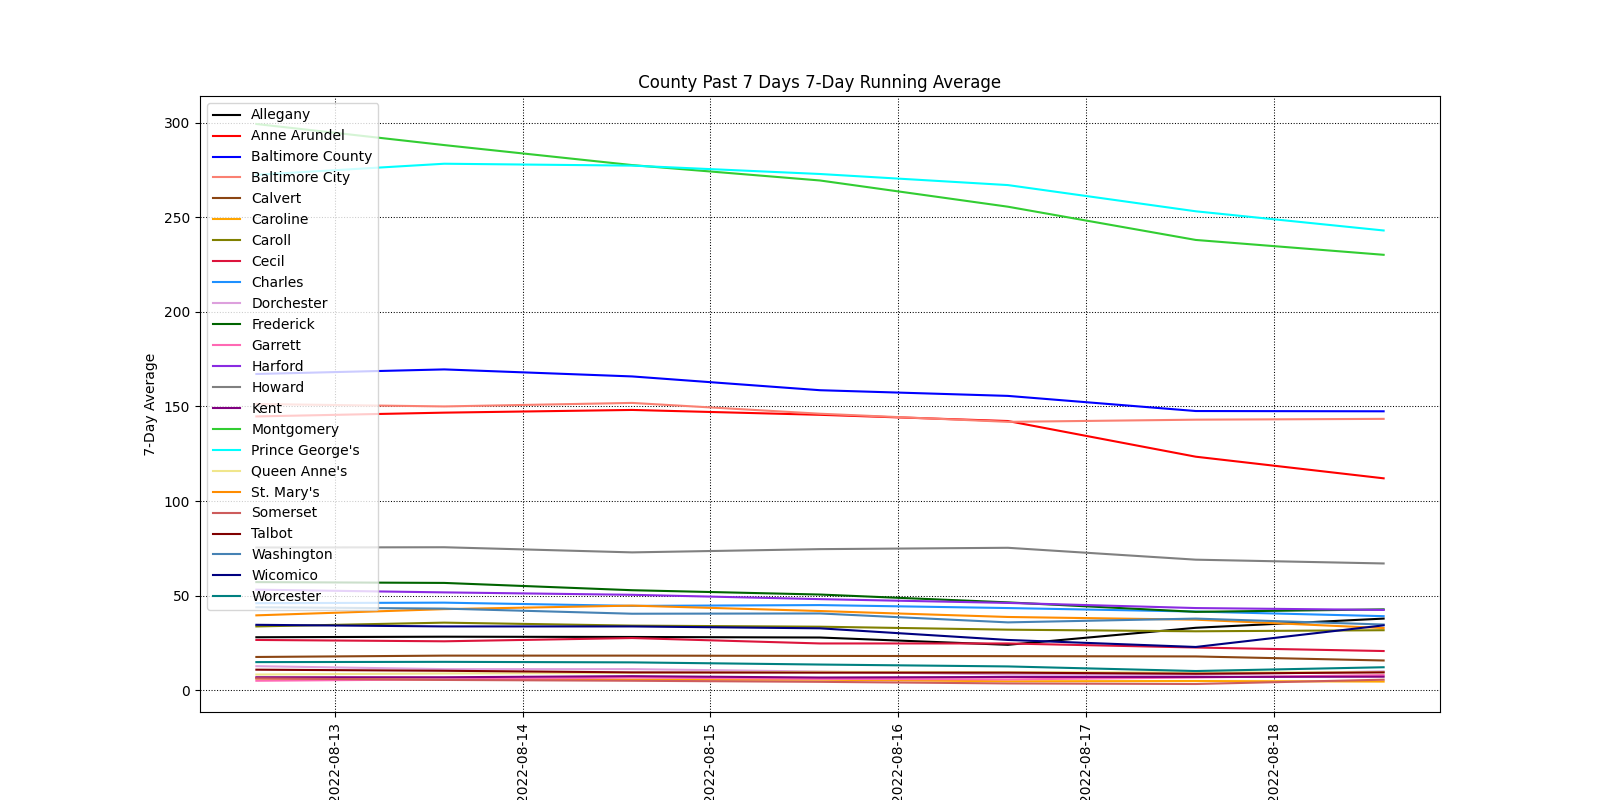 County Past 7 Days 7-Day Running Average
300
250
200
150
100
50
0
7-Day Average
Allegany
Anne Arundel
Baltimore County
Baltimore City
Calvert
Caroline
Caroll
Cecil
Charles
Dorchester
Frederick
Garrett
Harford
Howard
Kent
Montgomery
Prince George's
Queen Anne's
St. Mary's
Somerset
Talbot
Washington
Wicomico
Worcester
2022-08-13
2022-08-14
2022-08-15
2022-08-16
2022-08-17
2022-08-18